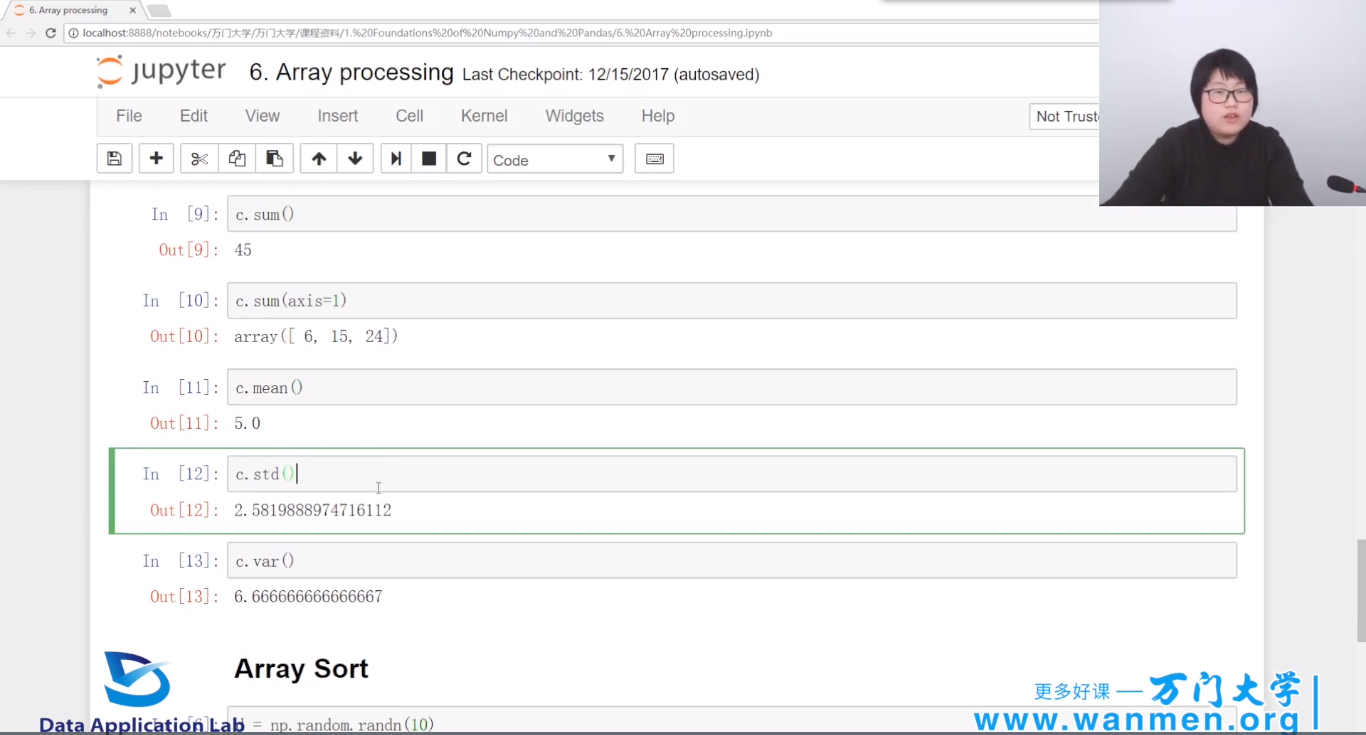 6. Array processing
localhost:8888/notebooks/万门大学/万门大学/课程资料/1.%20Foundations%20of%20Numpy%20and%20Pandas/6.%20Array%20processing.ipynb
jupyter 6. Array processing Last Checkpoint: 12/15/2017 (autosaved)
File Edit View Insert Cell Kernel Widgets Help Not Truste
Code
In [9]: c.sum()
Out[9]: 45
In [10]: c.sum(axis=1)
Out[10]: array([ 6, 15, 24])
In [11]: c.mean()
Out[11]: 5.0
In [12]: c.std()
Out[12]: 2.5819888974716112
In [13]: c.var()
Out[13]: 6.666666666666667
Array Sort
更多好课 — 万门大学
www.wanmen.org
Data Application Lab
= np.random.randn(10)